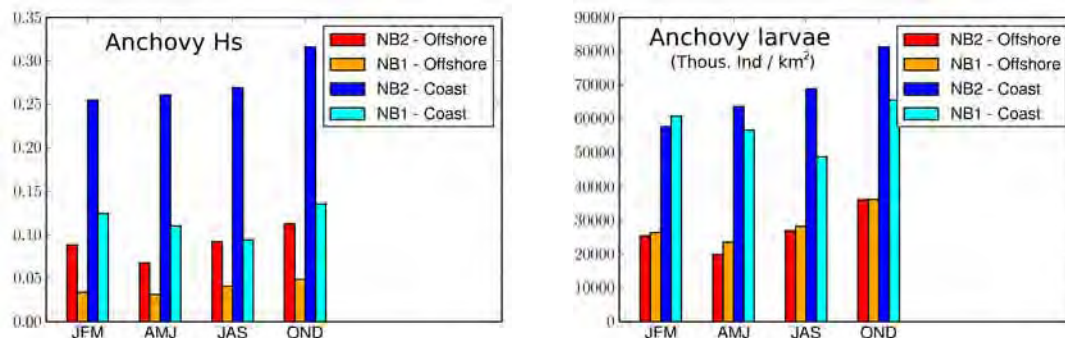 Anchovy Hs
NB2 - Offshore
NB1 - Offshore
NB2 - Coast
NB1 - Coast
0.35
0.30
0.25
0.20
0.15
0.10
0.05
0.00
JFM AMJ JAS OND
Anchovy larvae
(Thous. Ind / km²)
NB2 - Offshore
NB1 - Offshore
NB2 - Coast
NB1 - Coast
90000
80000
70000
60000
50000
40000
30000
20000
10000
0
JFM AMJ JAS OND